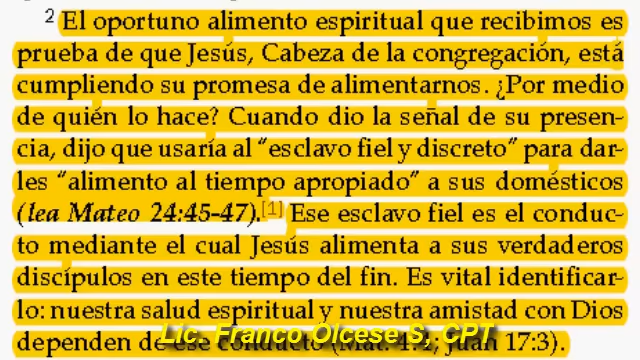 2 El oportuno alimento espiritual que recibimos es
prueba de que Jesús, Cabeza de la congregación, está
cumpliendo su promesa de alimentarnos. ¿Por medio
de quién lo hace? Cuando dio la señal de su presen-
cia, dijo que usaría al “esclavo fiel y discreto” para dar-
les “alimento al tiempo apropiado” a sus domésticos
(lea Mateo 24:45-47).[1] Ese esclavo fiel es el conduc-
to mediante el cual Jesús alimenta a sus verdaderos
discípulos en este tiempo del fin. Es vital identificar-
lo: nuestra salud espiritual y nuestra amistad con Dios
dependen de ese conducto (Mat. 4:4; Juan 17:3).
Lic. Franco Olcese S, CPT